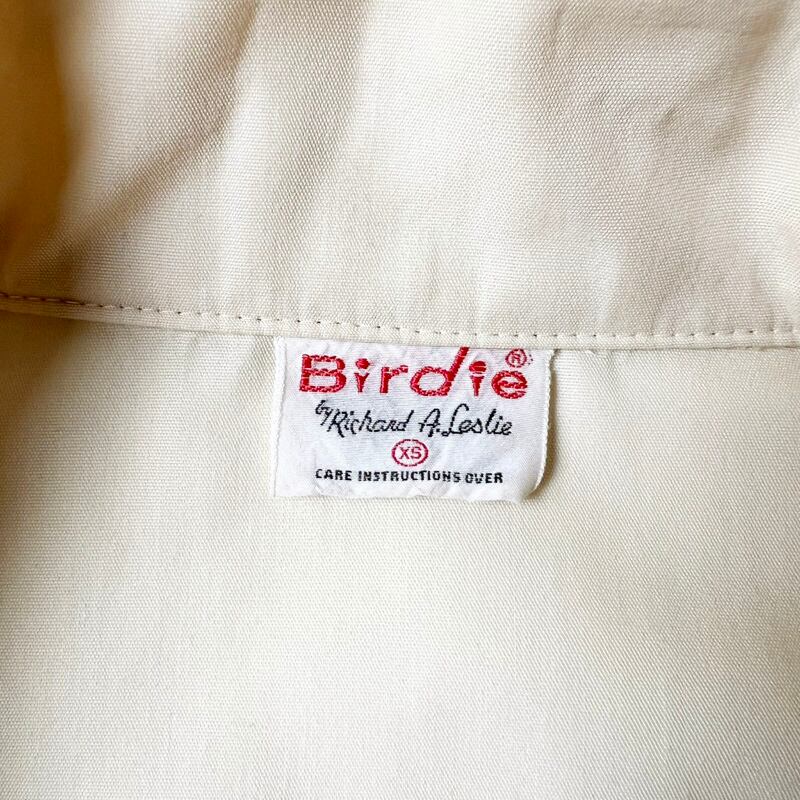 Birdie®
by Richard A. Leslie
XS
CARE INSTRUCTIONS OVER